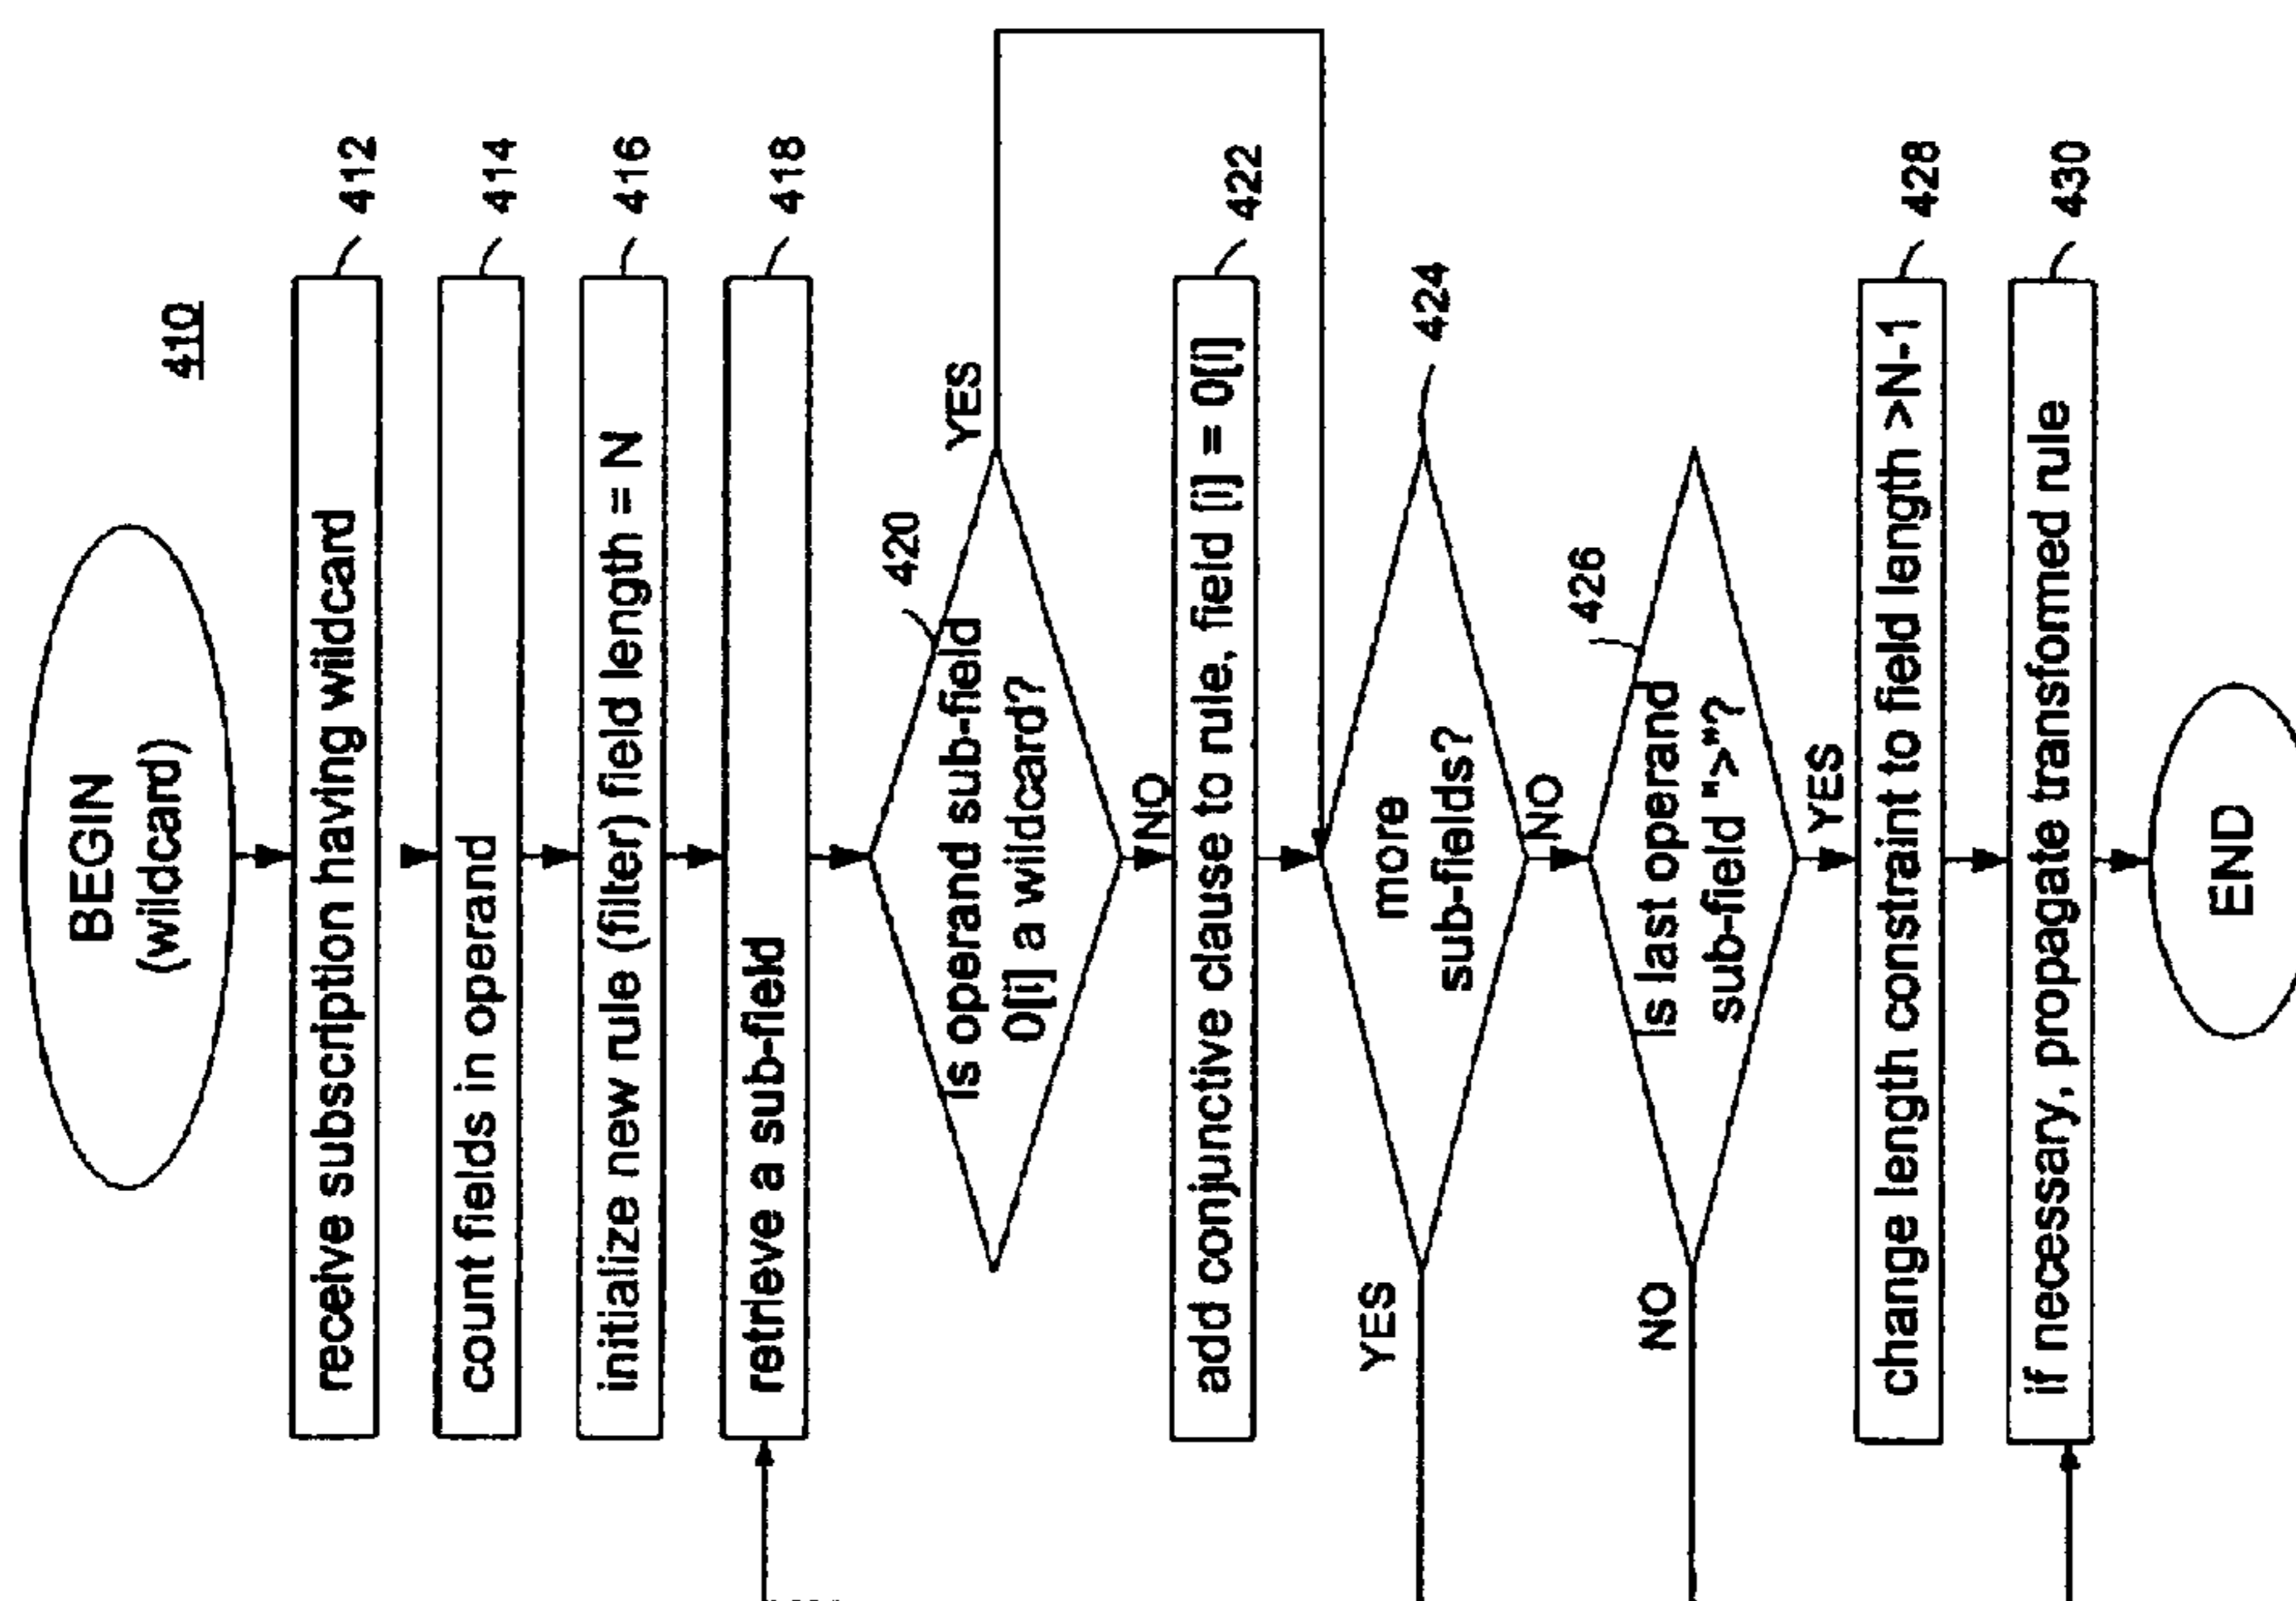 410
BEGIN
(wildcard)
receive subscription having wildcard
412
count fields in operand
414
initialize new rule (filter) field length = N
416
retrieve a sub-field
418
is operand sub-field
O[i] a wildcard?
420
YES
NO
add conjunctive clause to rule, field [i] = O[i]
422
more
sub-fields?
424
YES
NO
is last operand
sub-field ">"?
426
NO
YES
change length constraint to field length >N-1
428
if necessary, propagate transformed rule
430
END